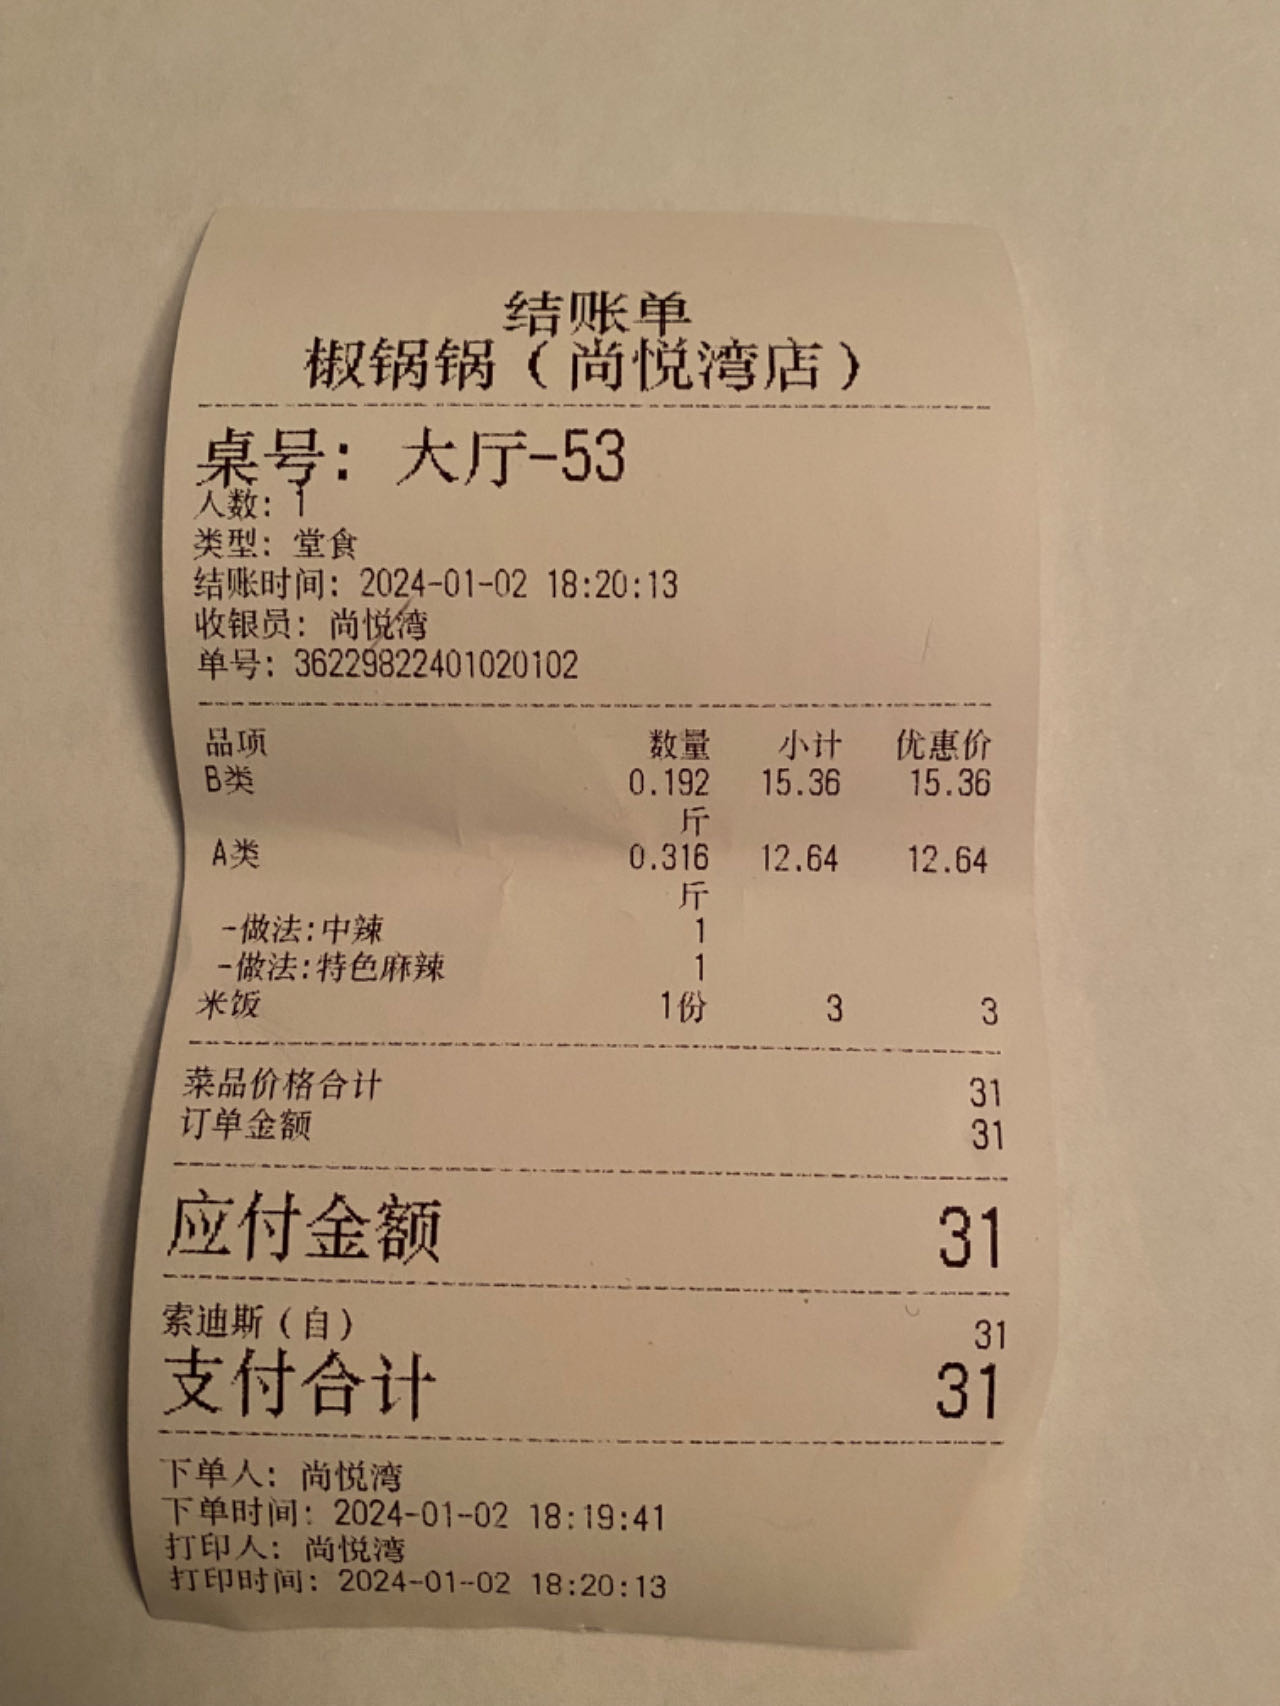 结账单
椒锅锅（尚悦湾店）
桌号: 大厅-53
人数: 1
类型: 堂食
结账时间: 2024-01-02 18:20:13
收银员: 尚悦湾
单号: 36229822401020102
品项 数量 小计 优惠价
B类 0.192 15.36 15.36
斤
A类 0.316 12.64 12.64
斤
-做法:中辣 1
-做法:特色麻辣 1
米饭 1份 3 3
菜品价格合计 31
订单金额 31
应付金额 31
索迪斯（自） 31
支付合计 31
下单人: 尚悦湾
下单时间: 2024-01-02 18:19:41
打印人: 尚悦湾
打印时间: 2024-01-02 18:20:13